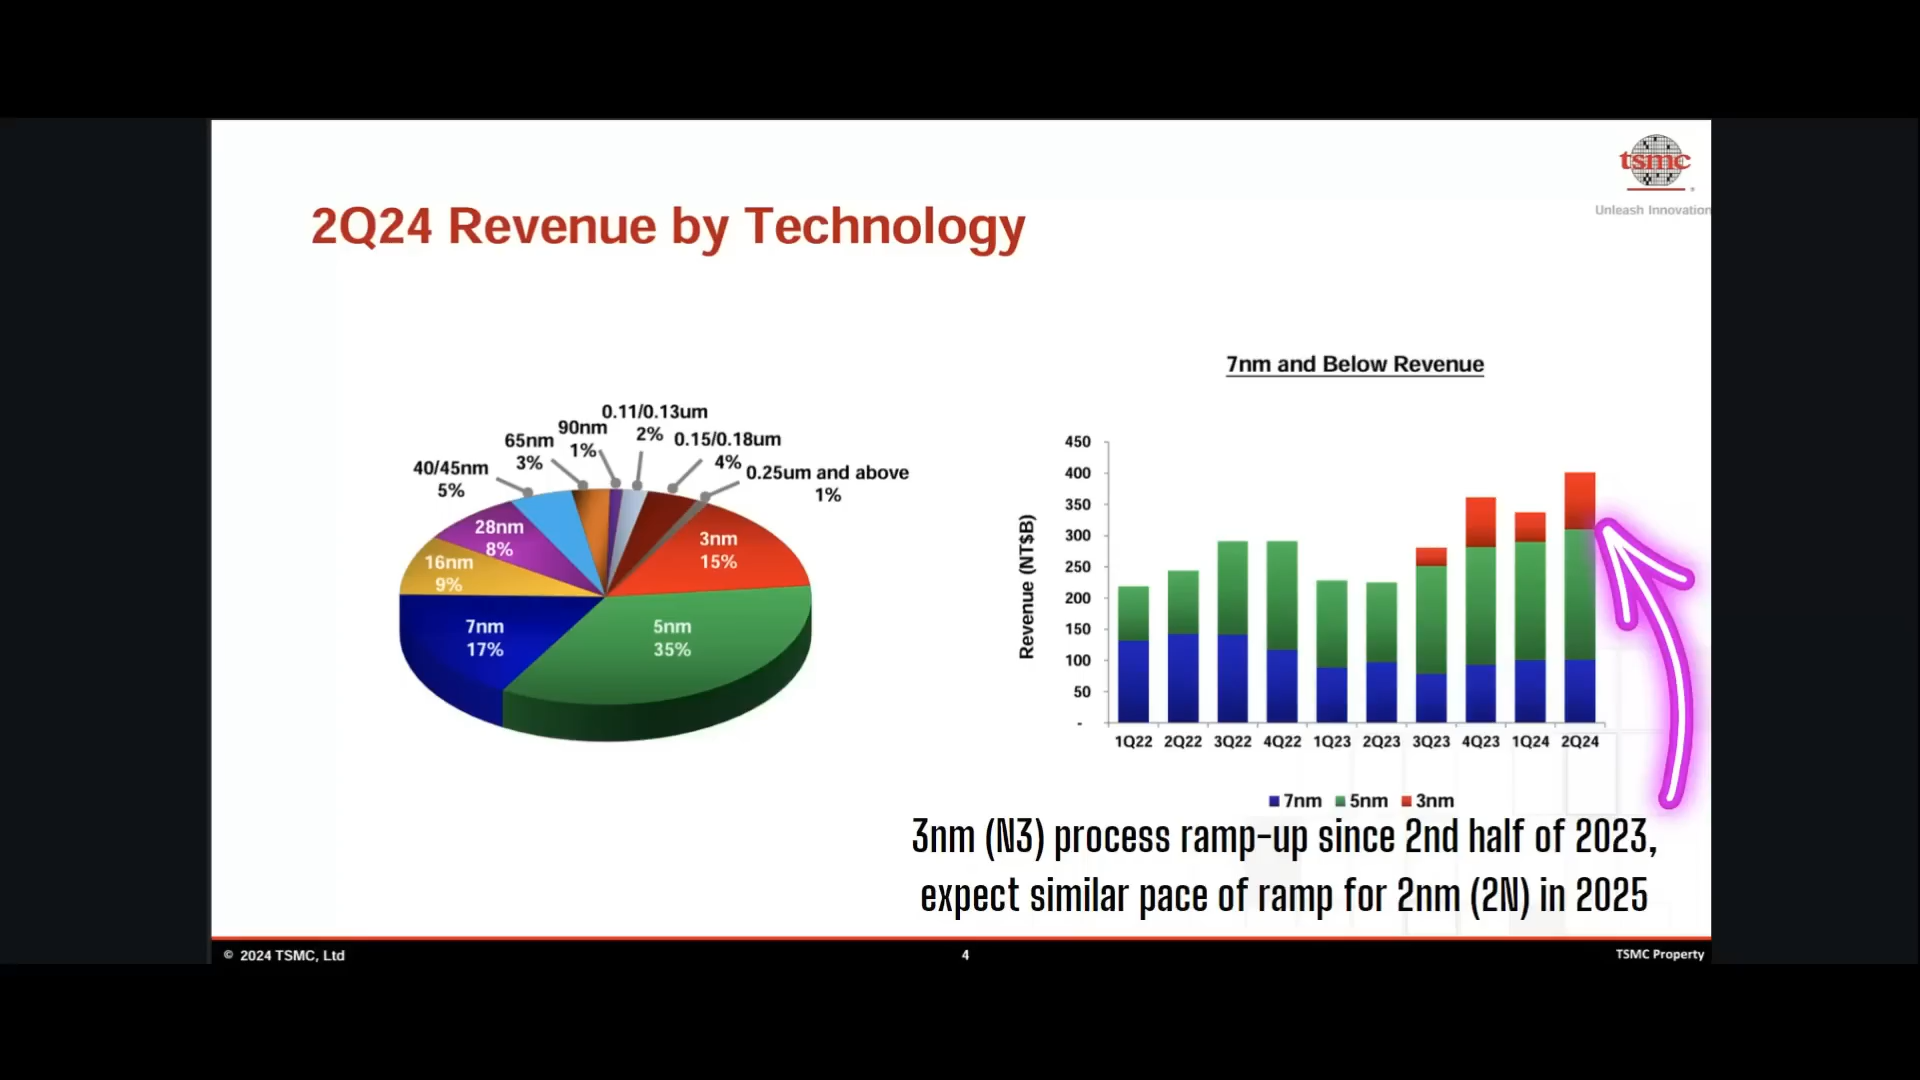 tsmc
Unleash Innovation
2Q24 Revenue by Technology
0.11/0.13um
2%
90nm
1%
65nm
3%
0.15/0.18um
4%
40/45nm
5%
0.25um and above
1%
28nm
8%
3nm
15%
16nm
9%
7nm
17%
5nm
35%
7nm and Below Revenue
Revenue (NT$B)
450
400
350
300
250
200
150
100
50
-
1Q22 2Q22 3Q22 4Q22 1Q23 2Q23 3Q23 4Q23 1Q24 2Q24
7nm 5nm 3nm
3nm (N3) process ramp-up since 2nd half of 2023,
expect similar pace of ramp for 2nm (2N) in 2025
© 2024 TSMC, Ltd
4
TSMC Property